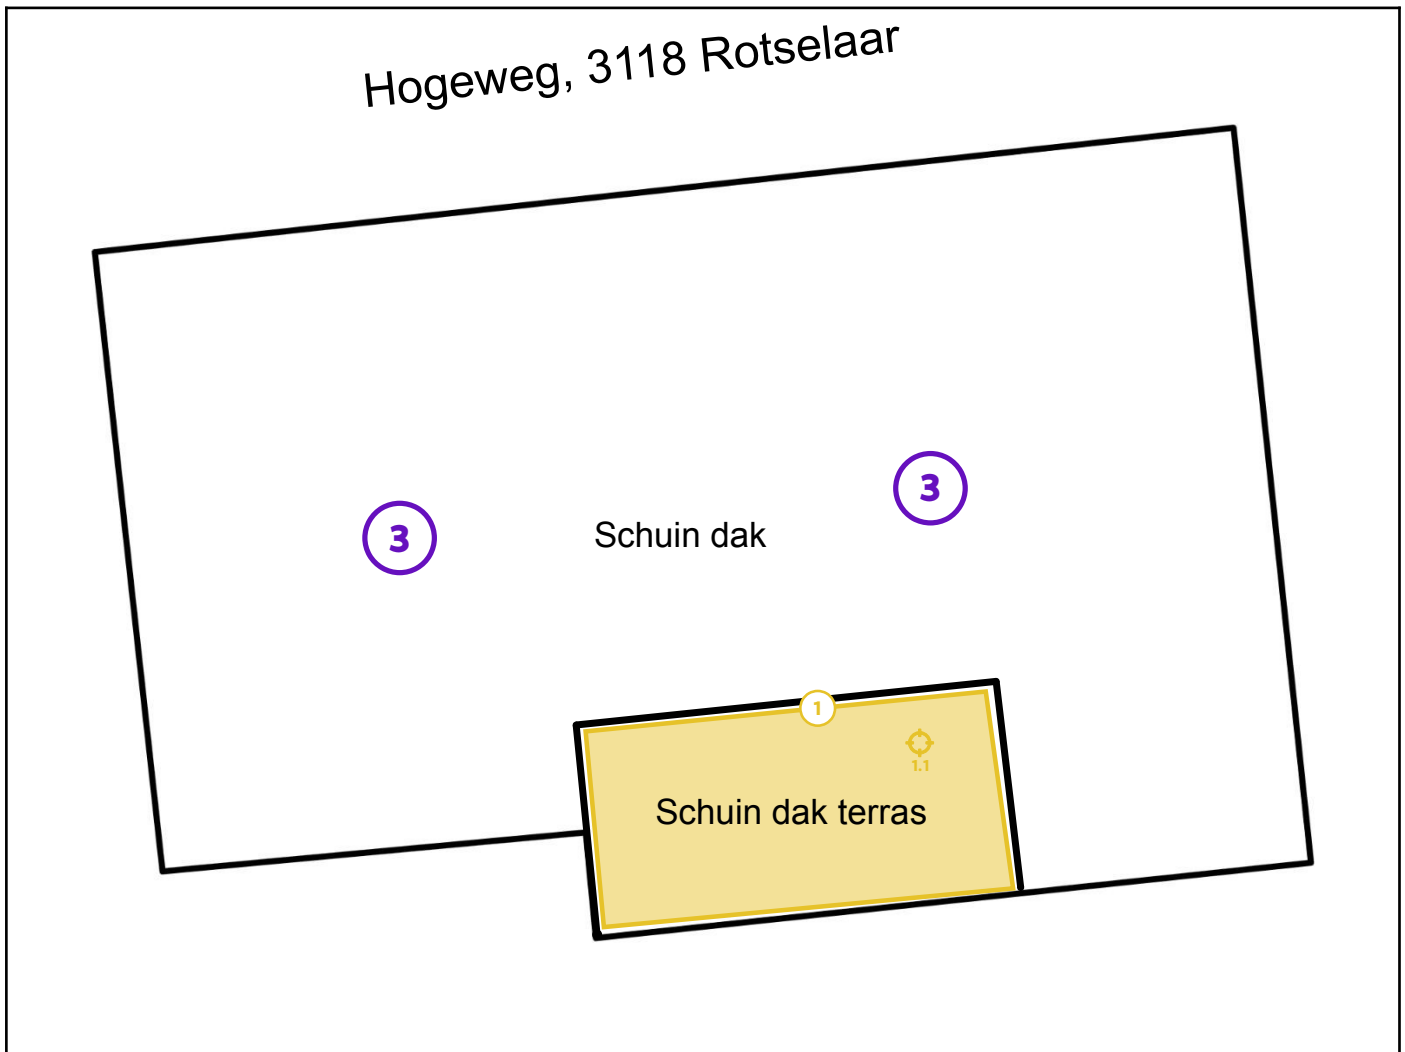 Hogeweg, 3118 Rotselaar
3
3
Schuin dak
1
1.1
Schuin dak terras